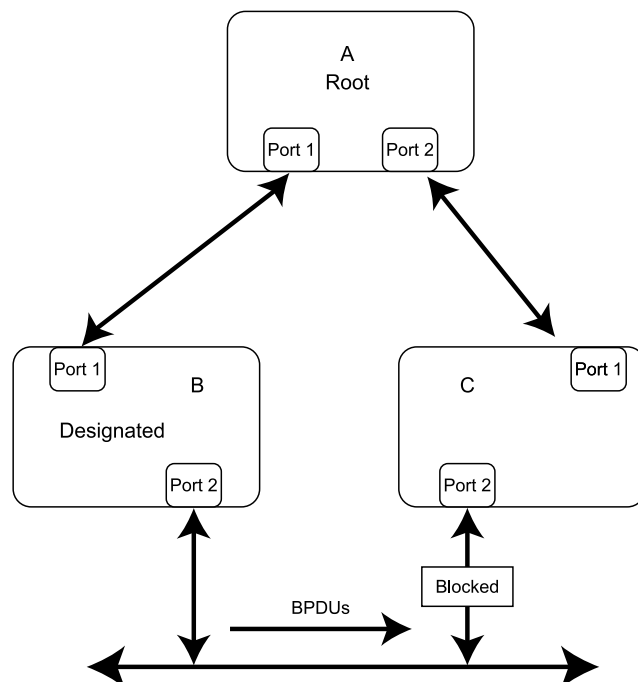 A
Root
Port 1
Port 2
Port 1
B
Designated
Port 2
C
Port 1
Port 2
Blocked
BPDUs